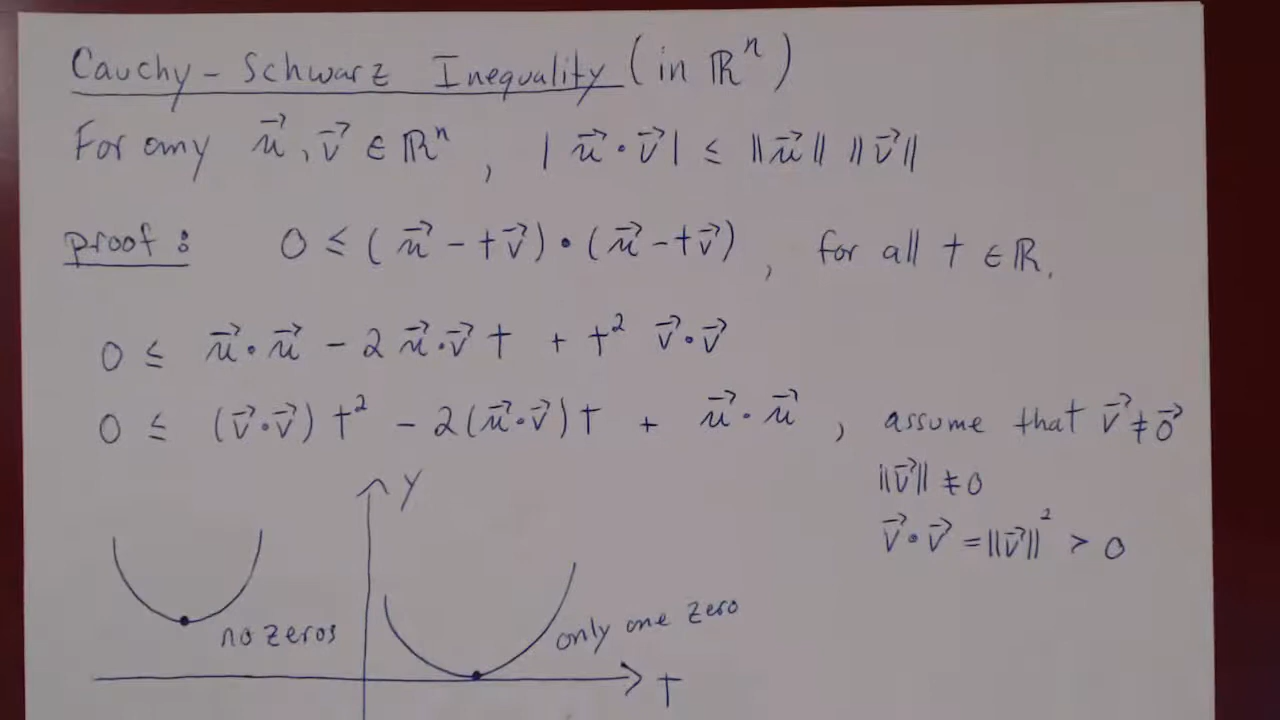 Cauchy-Schwarz Inequality (in ℝⁿ)
For any u⃗, v⃗ ∈ ℝⁿ, |u⃗·v⃗| ≤ ||u⃗|| ||v⃗||
proof: 0 ≤ (u⃗ - tv⃗)·(u⃗ - tv⃗), for all t ∈ ℝ.
0 ≤ u⃗·u⃗ - 2 u⃗·v⃗ t + t² v⃗·v⃗
0 ≤ (v⃗·v⃗) t² - 2(u⃗·v⃗)t + u⃗·u⃗, assume that v⃗ ≠ 0⃗
||v⃗|| ≠ 0
v⃗·v⃗ = ||v⃗||² > 0
y
no zeros
only one zero
t